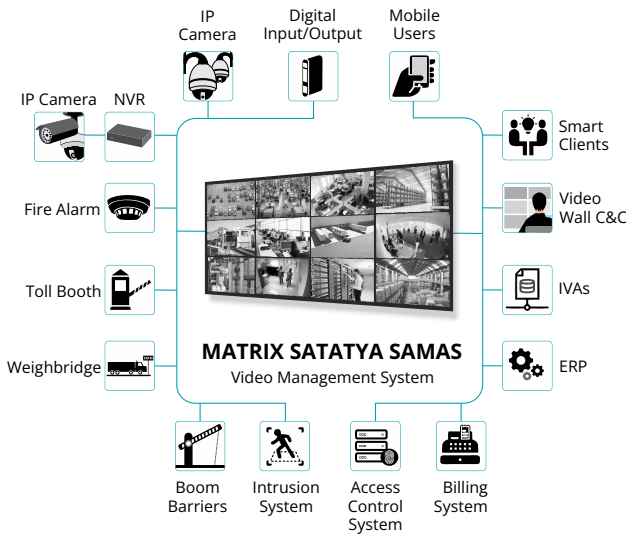 IP
Camera
Digital
Input/Output
Mobile
Users
IP Camera
NVR
Smart
Clients
Fire Alarm
Video
Wall C&C
Toll Booth
IVAs
MATRIX SATATYA SAMAS
Video Management System
Weighbridge
ERP
Boom
Barriers
Intrusion
System
Access
Control
System
Billing
System